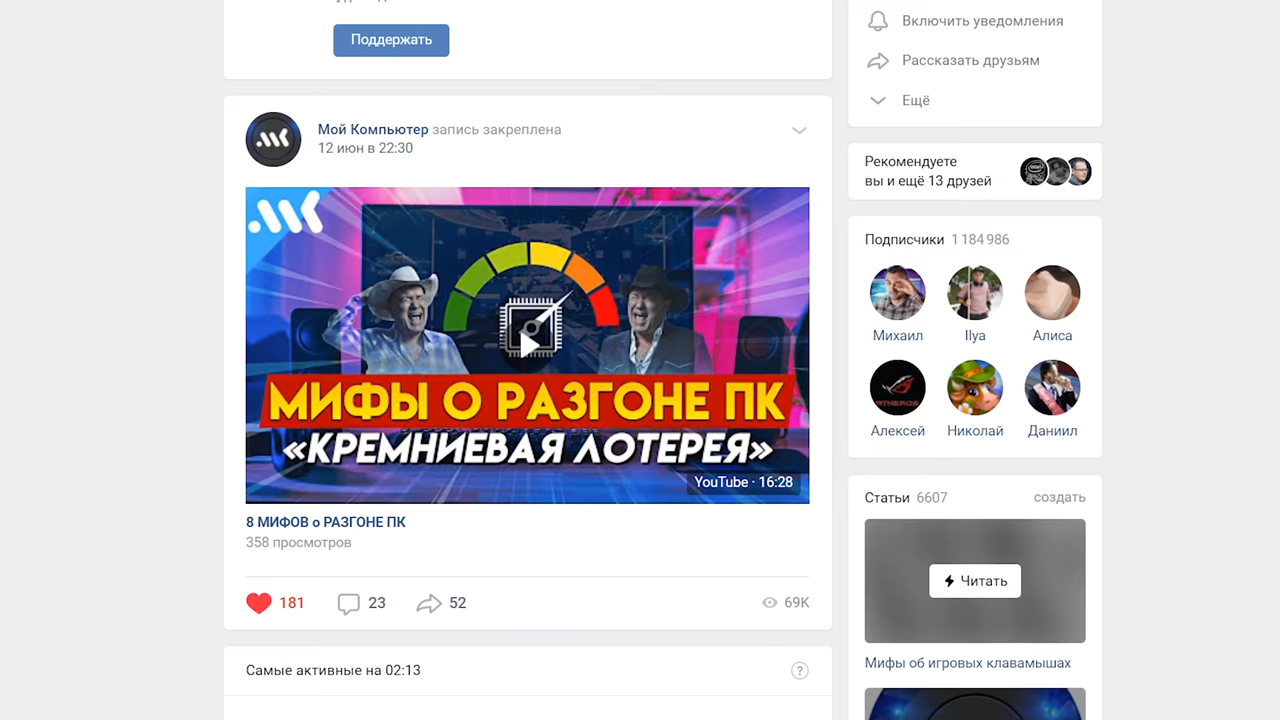 Поддержать
Мой Компьютер запись закреплена
12 июн в 22:30
МИФЫ О РАЗГОНЕ ПК
«КРЕМНИЕВАЯ ЛОТЕРЕЯ»
YouTube · 16:28
8 МИФОВ о РАЗГОНЕ ПК
358 просмотров
181
23
52
69K
Самые активные на 02:13
?
Включить уведомления
Рассказать друзьям
Ещё
Рекомендуете
вы и ещё 13 друзей
Подписчики 1 184 986
Михаил
Ilya
Алиса
Алексей
Николай
Даниил
Статьи 6607
создать
Читать
Мифы об игровых клавамышах